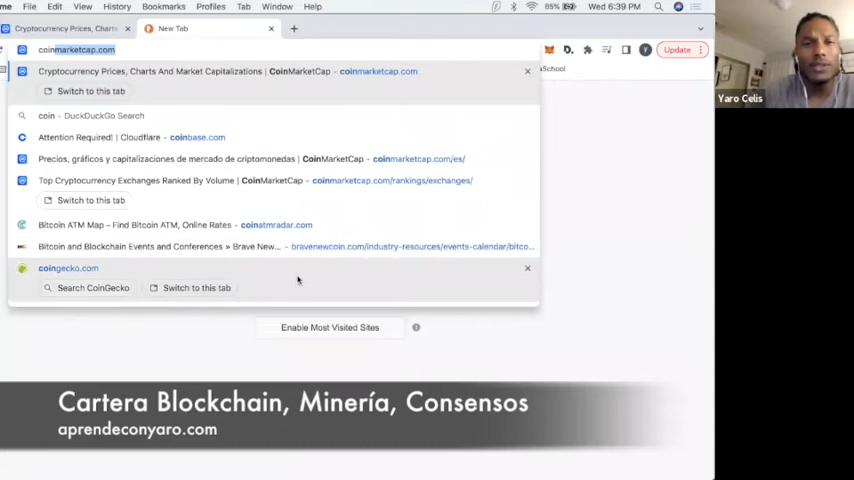 me File Edit View History Bookmarks Profiles Tab Window Help 85% Wed 6:39 PM
Cryptocurrency Prices, Charts
New Tab
coinmarketcap.com
Update
aSchool
Cryptocurrency Prices, Charts And Market Capitalizations | CoinMarketCap - coinmarketcap.com
Switch to this tab
coin - DuckDuckGo Search
Attention Required! | Cloudflare - coinbase.com
Precios, gráficos y capitalizaciones de mercado de criptomonedas | CoinMarketCap - coinmarketcap.com/es/
Top Cryptocurrency Exchanges Ranked By Volume | CoinMarketCap - coinmarketcap.com/rankings/exchanges/
Switch to this tab
Bitcoin ATM Map – Find Bitcoin ATM, Online Rates - coinatmradar.com
Bitcoin and Blockchain Events and Conferences » Brave New... - bravenewcoin.com/industry-resources/events-calendar/bitco...
coingecko.com
Search CoinGecko Switch to this tab
Enable Most Visited Sites
Yaro Celis
Cartera Blockchain, Minería, Consensos
aprendeconyaro.com